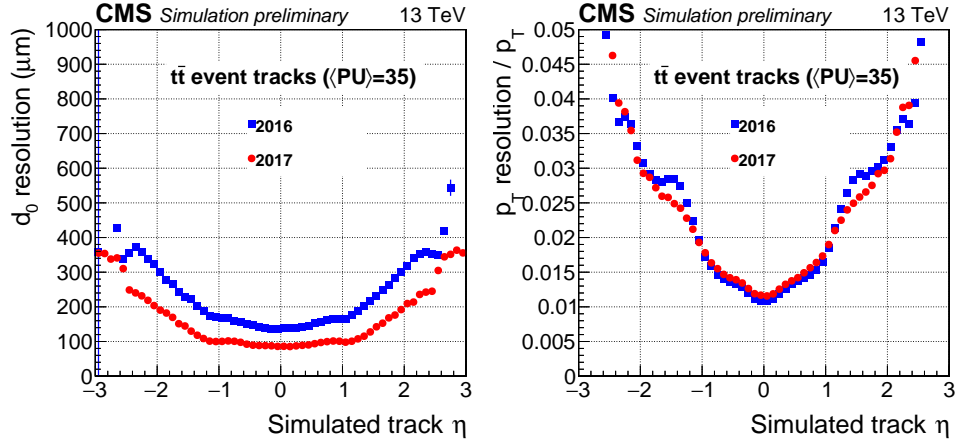 CMS Simulation preliminary 13 TeV
d₀ resolution (μm)
1000
900
800
700
600
500
400
300
200
100
0
tt̄ event tracks (⟨PU⟩=35)
2016
2017
−3 −2 −1 0 1 2 3
Simulated track η
CMS Simulation preliminary 13 TeV
p_T resolution / p_T
0.05
0.045
0.04
0.035
0.03
0.025
0.02
0.015
0.01
0.005
0
tt̄ event tracks (⟨PU⟩=35)
2016
2017
−3 −2 −1 0 1 2 3
Simulated track η